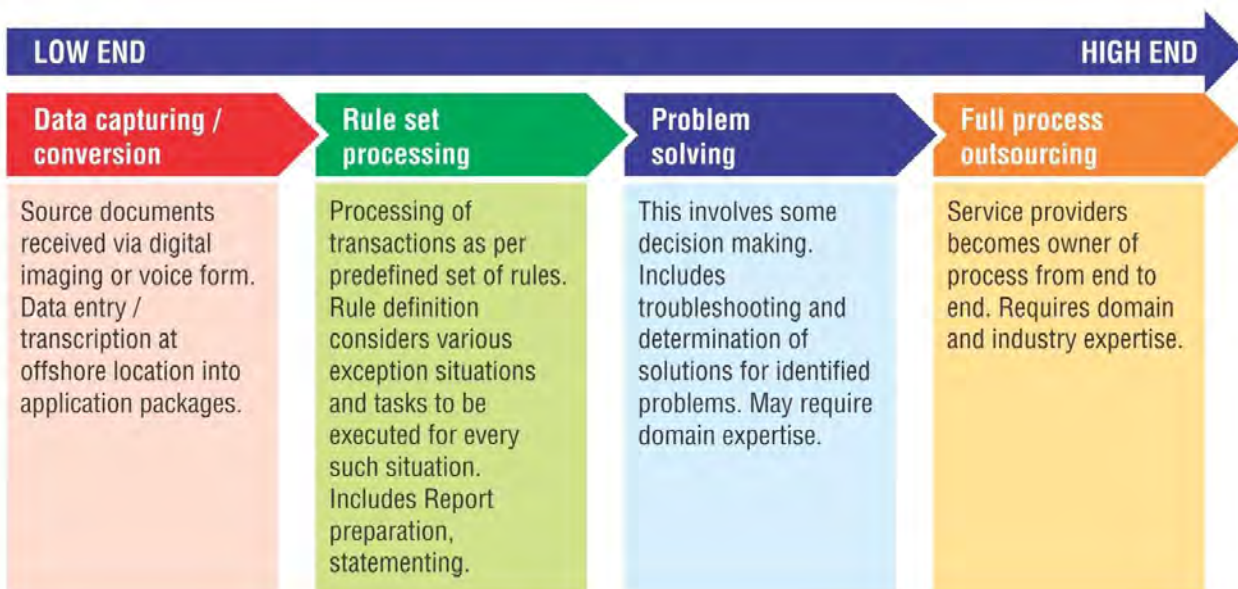 LOW END
HIGH END
Data capturing /
conversion
Source documents
received via digital
imaging or voice form.
Data entry /
transcription at
offshore location into
application packages.
Rule set
processing
Processing of
transactions as per
predefined set of rules.
Rule definition
considers various
exception situations
and tasks to be
executed for every
such situation.
Includes Report
preparation,
statementing.
Problem
solving
This involves some
decision making.
Includes
troubleshooting and
determination of
solutions for identified
problems. May require
domain expertise.
Full process
outsourcing
Service providers
becomes owner of
process from end to
end. Requires domain
and industry expertise.